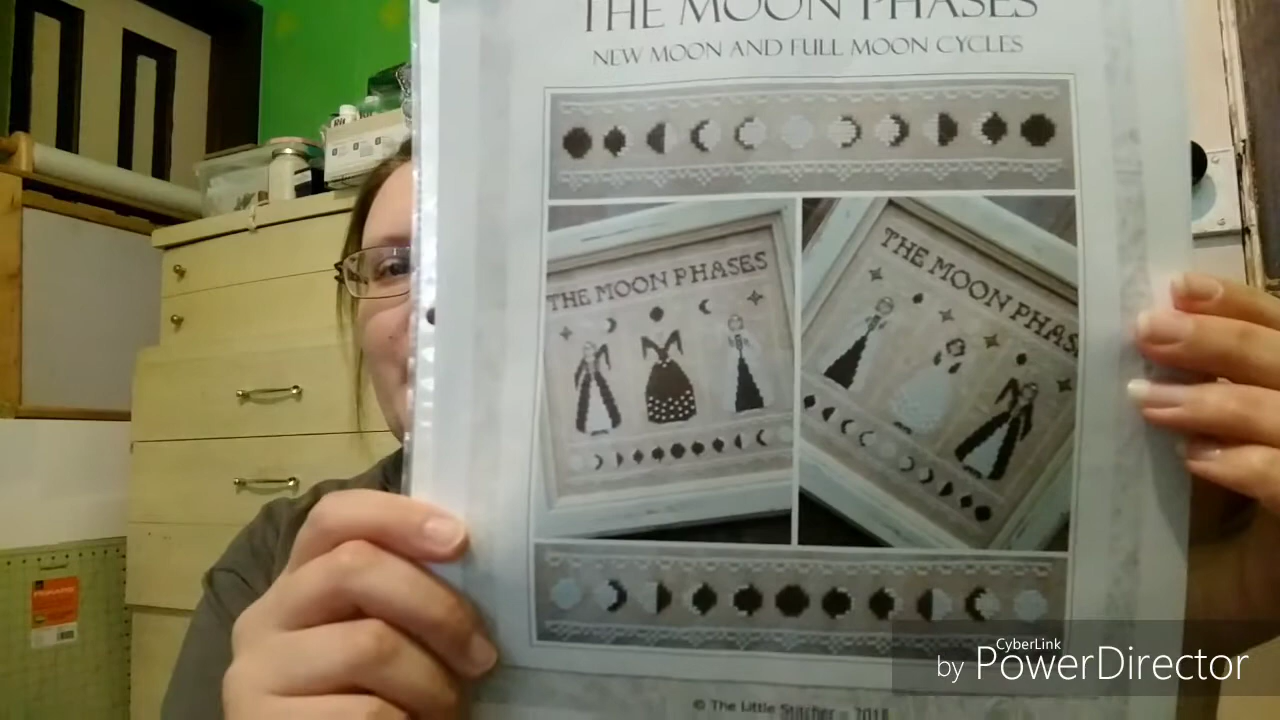 THE MOON PHASES
NEW MOON AND FULL MOON CYCLES
THE MOON PHASES
THE MOON PHAS
© The Little Stitcher - 2018
CyberLink
by PowerDirector